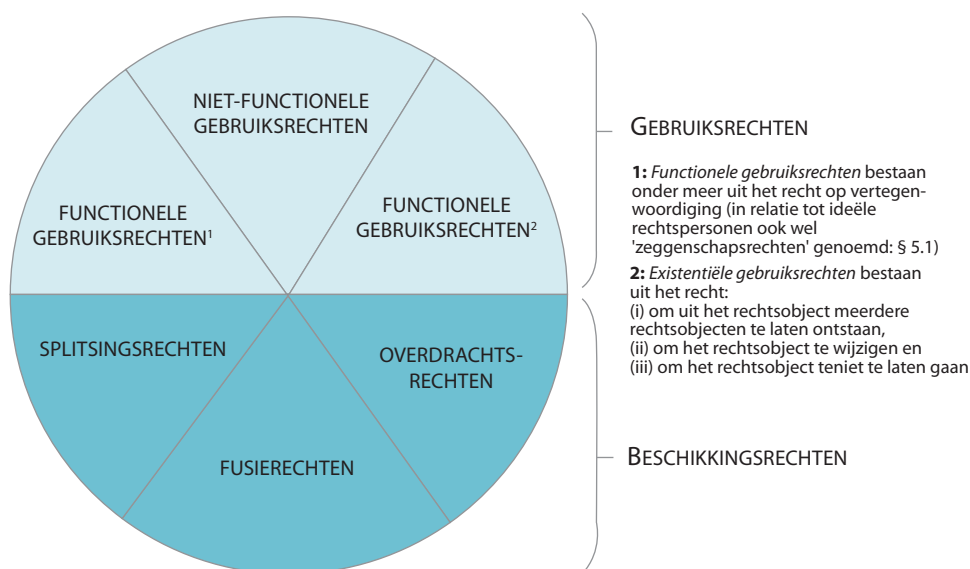 NIET-FUNCTIONELE
GEBRUIKSRECHTEN
FUNCTIONELE
GEBRUIKSRECHTEN¹
FUNCTIONELE
GEBRUIKSRECHTEN²
SPLITSINGSRECHTEN
OVERDRACHTS-
RECHTEN
FUSIERECHTEN
GEBRUIKSRECHTEN
1: Functionele gebruiksrechten bestaan
onder meer uit het recht op vertegen-
woordiging (in relatie tot ideële
rechtspersonen ook wel
'zeggenschapsrechten' genoemd: § 5.1)
2: Existentiële gebruiksrechten bestaan
uit het recht:
(i) om uit het rechtsobject meerdere
rechtsobjecten te laten ontstaan,
(ii) om het rechtsobject te wijzigen en
(iii) om het rechtsobject teniet te laten gaan
BESCHIKKINGSRECHTEN